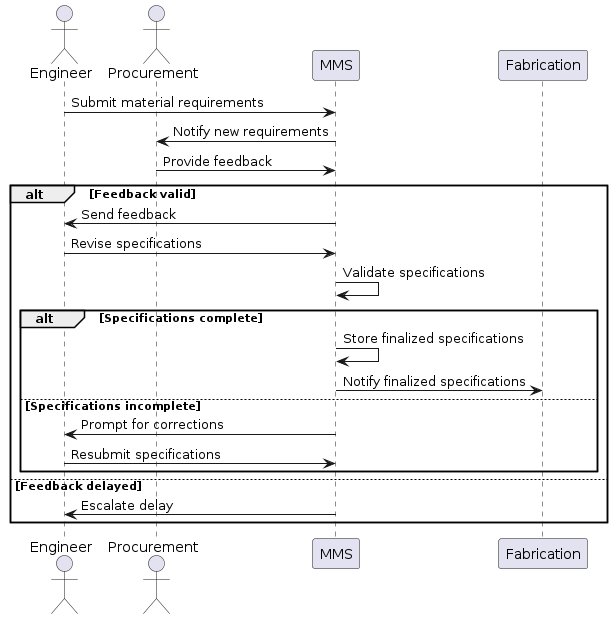 Engineer Procurement MMS Fabrication
Submit material requirements
Notify new requirements
Provide feedback
alt [Feedback valid]
Send feedback
Revise specifications
Validate specifications
alt [Specifications complete]
Store finalized specifications
Notify finalized specifications
[Specifications incomplete]
Prompt for corrections
Resubmit specifications
[Feedback delayed]
Escalate delay
Engineer Procurement MMS Fabrication